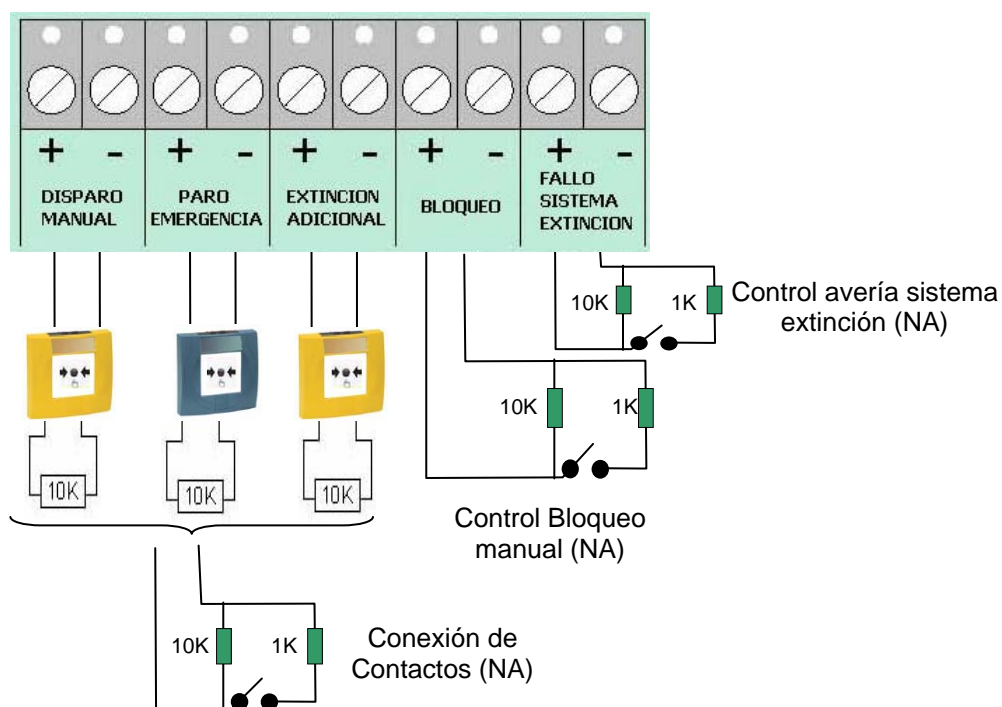 + - + - + - + - + -
DISPARO
MANUAL
PARO
EMERGENCIA
EXTINCION
ADICIONAL
BLOQUEO
FALLO
SISTEMA
EXTINCION
10K
1K
Control avería sistema
extinción (NA)
10K
1K
Control Bloqueo
manual (NA)
10K
10K
10K
10K
1K
Conexión de
Contactos (NA)